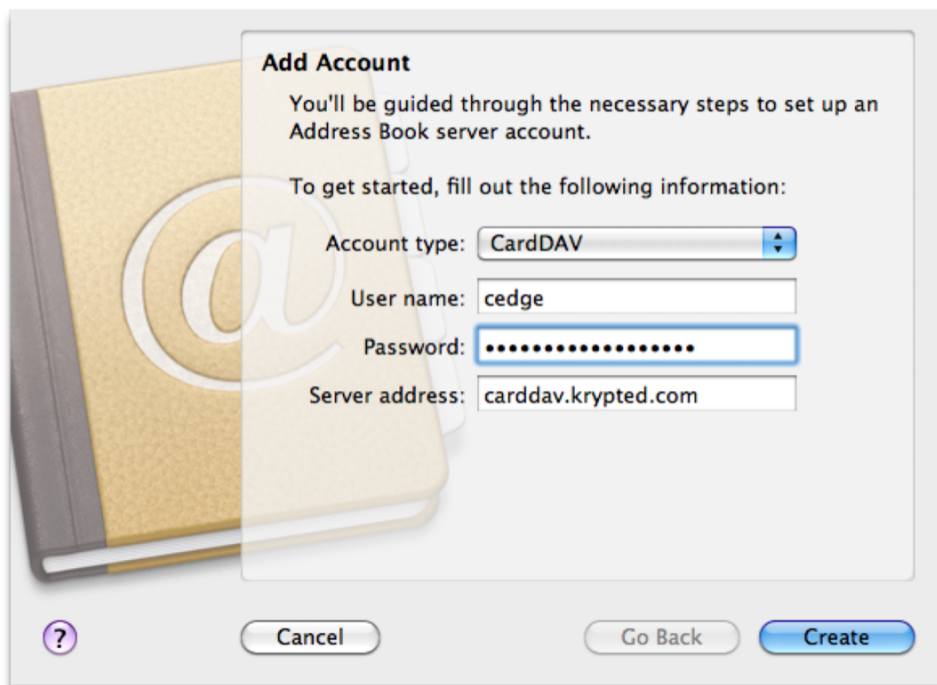 Add Account
You'll be guided through the necessary steps to set up an
Address Book server account.
To get started, fill out the following information:
Account type: CardDAV
User name: cedge
Password: ••••••••••••••••••
Server address: carddav.krypted.com
@
? Cancel Go Back Create